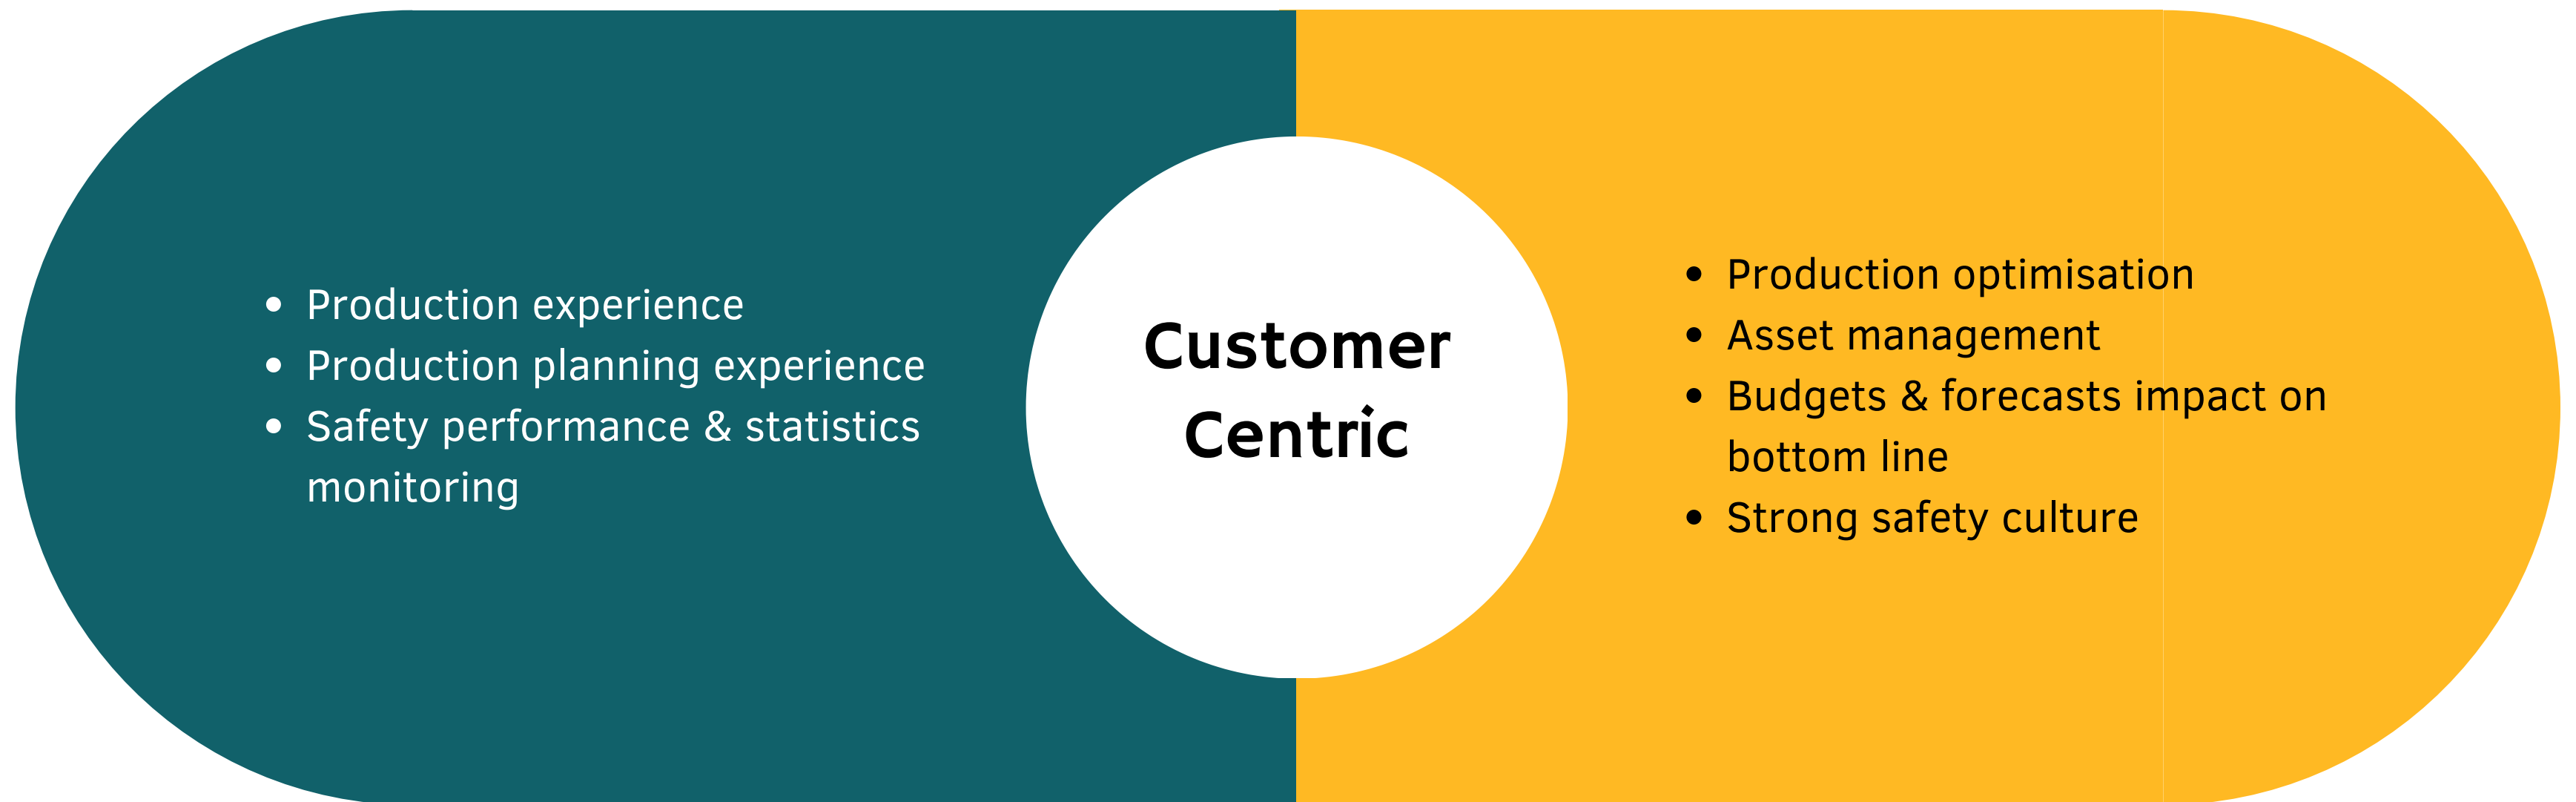 • Production experience
• Production planning experience
• Safety performance & statistics
monitoring
Customer
Centric
• Production optimisation
• Asset management
• Budgets & forecasts impact on
bottom line
• Strong safety culture